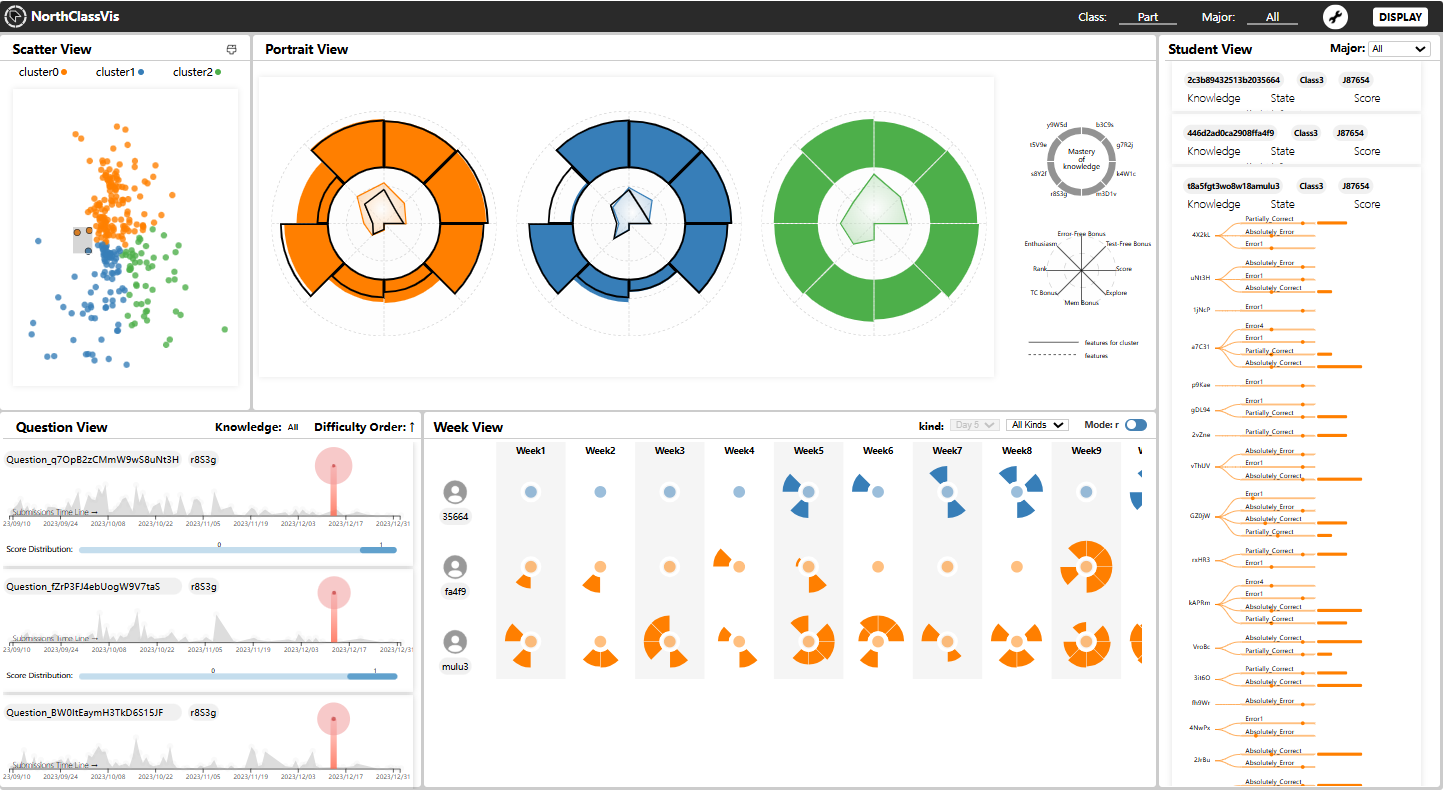 NorthClassVis
Class: Part Major: All DISPLAY
Scatter View
cluster0 cluster1 cluster2
Portrait View
y9W5d b3C9s
t5V9e g7R2j
Mastery
of
knowledge
s8Y2f k4W1c
r8S3g m3D1v
Error-Free Bonus
Enthusiasm Test-Free Bonus
Rank Score
TC Bonus Explore
Mem Bonus
features for cluster
features
Student View Major: All
2c3b89432513b2035664 Class3 J87654
Knowledge State Score
446d2ad0ca2908ffa4f9 Class3 J87654
Knowledge State Score
t8a5fgt3wo8w18amulu3 Class3 J87654
Knowledge State Score
Partially_Correct
4X2kL Absolutely_Error
Error1
Absolutely_Error
uNt3H Error1
Absolutely_Correct
1jNcP Error1
Error4
Error1
a7C31 Partially_Correct
Absolutely_Correct
p9Kae Error1
Error1
gDL94 Partially_Correct
2vZne Partially_Correct
Absolutely_Error
vThUV Error1
Absolutely_Correct
Error1
Absolutely_Error
GZ0jW Absolutely_Correct
Partially_Correct
Partially_Correct
rxHR3 Error1
Error4
Error1
kAPRm Absolutely_Correct
Partially_Correct
Absolutely_Correct
VroBc Partially_Correct
Partially_Correct
3it6O Absolutely_Correct
fh9Wr Absolutely_Error
Error1
4NwPx Absolutely_Error
Absolutely_Correct
2JrBu Absolutely_Error
Absolutely_Correct
Question View Knowledge: All Difficulty Order: ↑
Question_q7OpB2zCMmW9wS8uNt3H r8S3g
Submissions Time Line →
23/09/10 2023/09/24 2023/10/08 2023/10/22 2023/11/05 2023/11/19 2023/12/03 2023/12/17 2023/12/31
0 1
Score Distribution:
Question_fZrP3FJ4ebUogW9V7taS r8S3g
Submissions Time Line →
23/09/10 2023/09/24 2023/10/08 2023/10/22 2023/11/05 2023/11/19 2023/12/03 2023/12/17 2023/12/31
0 1
Score Distribution:
Question_BW0ItEaymH3TkD6S15JF r8S3g
Submissions Time Line →
23/09/10 2023/09/24 2023/10/08 2023/10/22 2023/11/05 2023/11/19 2023/12/03 2023/12/17 2023/12/31
Week View kind: Day 5 All Kinds Mode: r
Week1 Week2 Week3 Week4 Week5 Week6 Week7 Week8 Week9
35664
fa4f9
mulu3